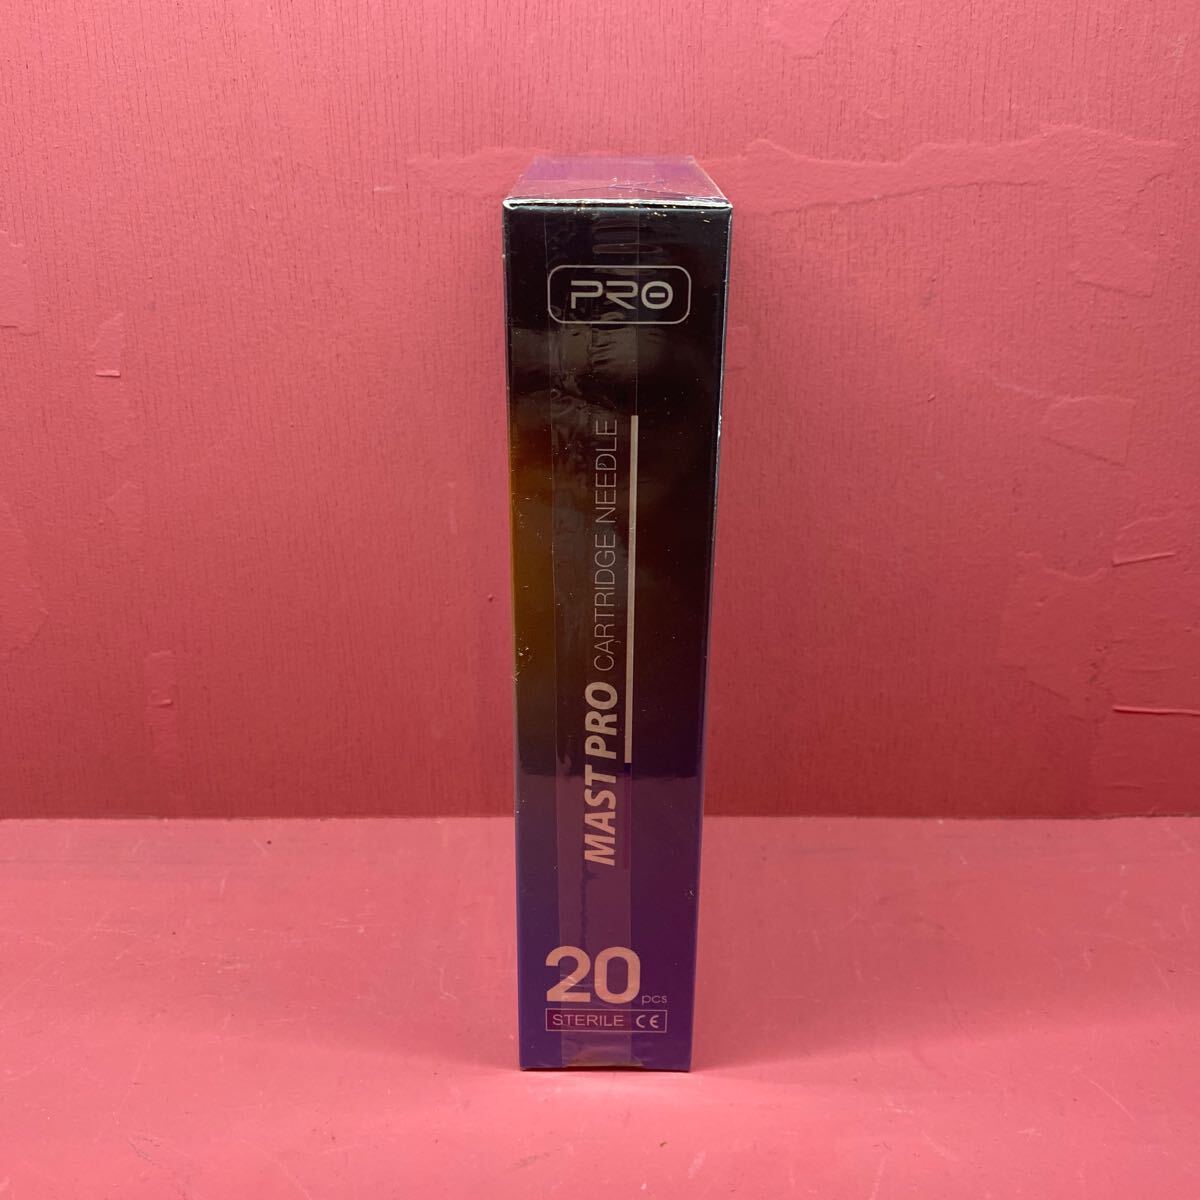 PRO
MAST PRO CARTRIDGE NEEDLE
20 pcs
STERILE CE